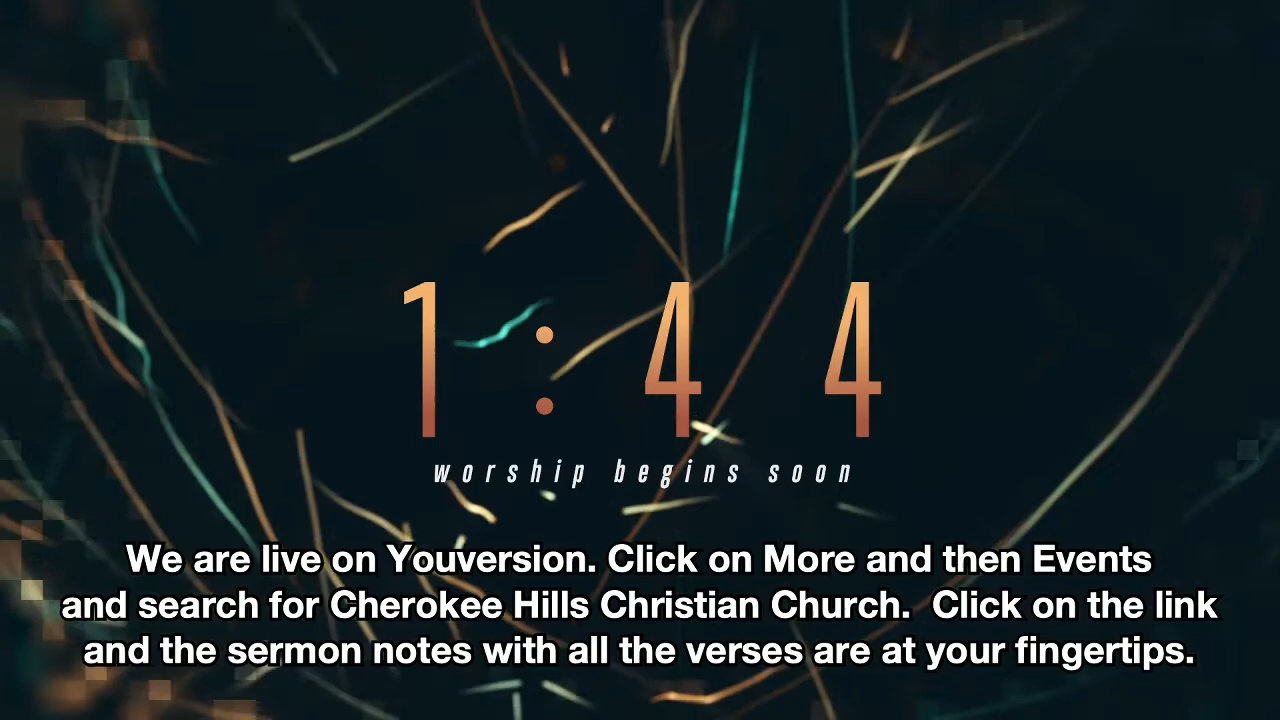 1:44
worship begins soon
We are live on Youversion. Click on More and then Events
and search for Cherokee Hills Christian Church.  Click on the link
and the sermon notes with all the verses are at your fingertips.